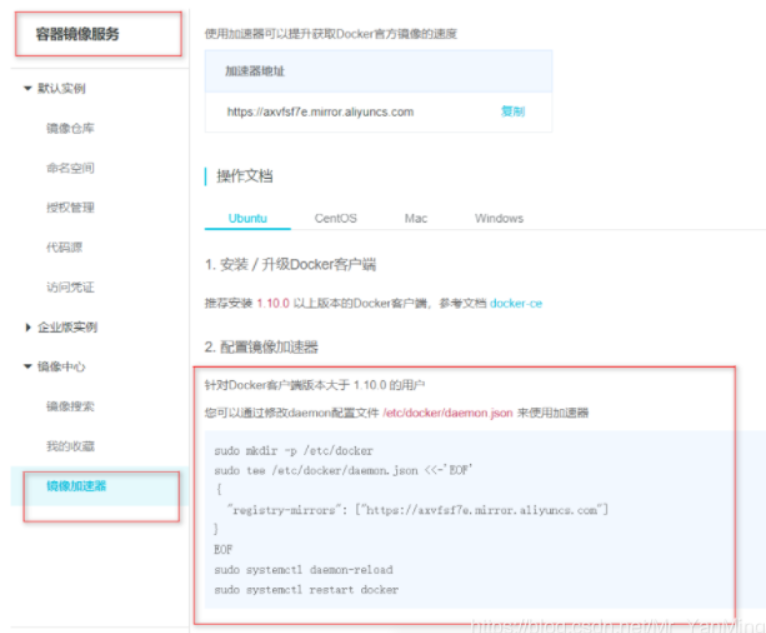 容器镜像服务
默认实例
镜像仓库
命名空间
授权管理
代码源
访问凭证
企业版实例
镜像中心
镜像搜索
我的收藏
镜像加速器
使用加速器可以提升获取Docker官方镜像的速度
加速器地址
https://axvfsf7e.mirror.aliyuncs.com 复制
操作文档
Ubuntu CentOS Mac Windows
1. 安装 / 升级Docker客户端
推荐安装 1.10.0 以上版本的Docker客户端，参考文档 docker-ce
2. 配置镜像加速器
针对Docker客户端版本大于 1.10.0 的用户
您可以通过修改daemon配置文件 /etc/docker/daemon.json 来使用加速器
sudo mkdir -p /etc/docker
sudo tee /etc/docker/daemon.json <<-'EOF'
{
"registry-mirrors": ["https://axvfsf7e.mirror.aliyuncs.com"]
}
EOF
sudo systemctl daemon-reload
sudo systemctl restart docker
https://blog.csdn.net/Mr_YanMing